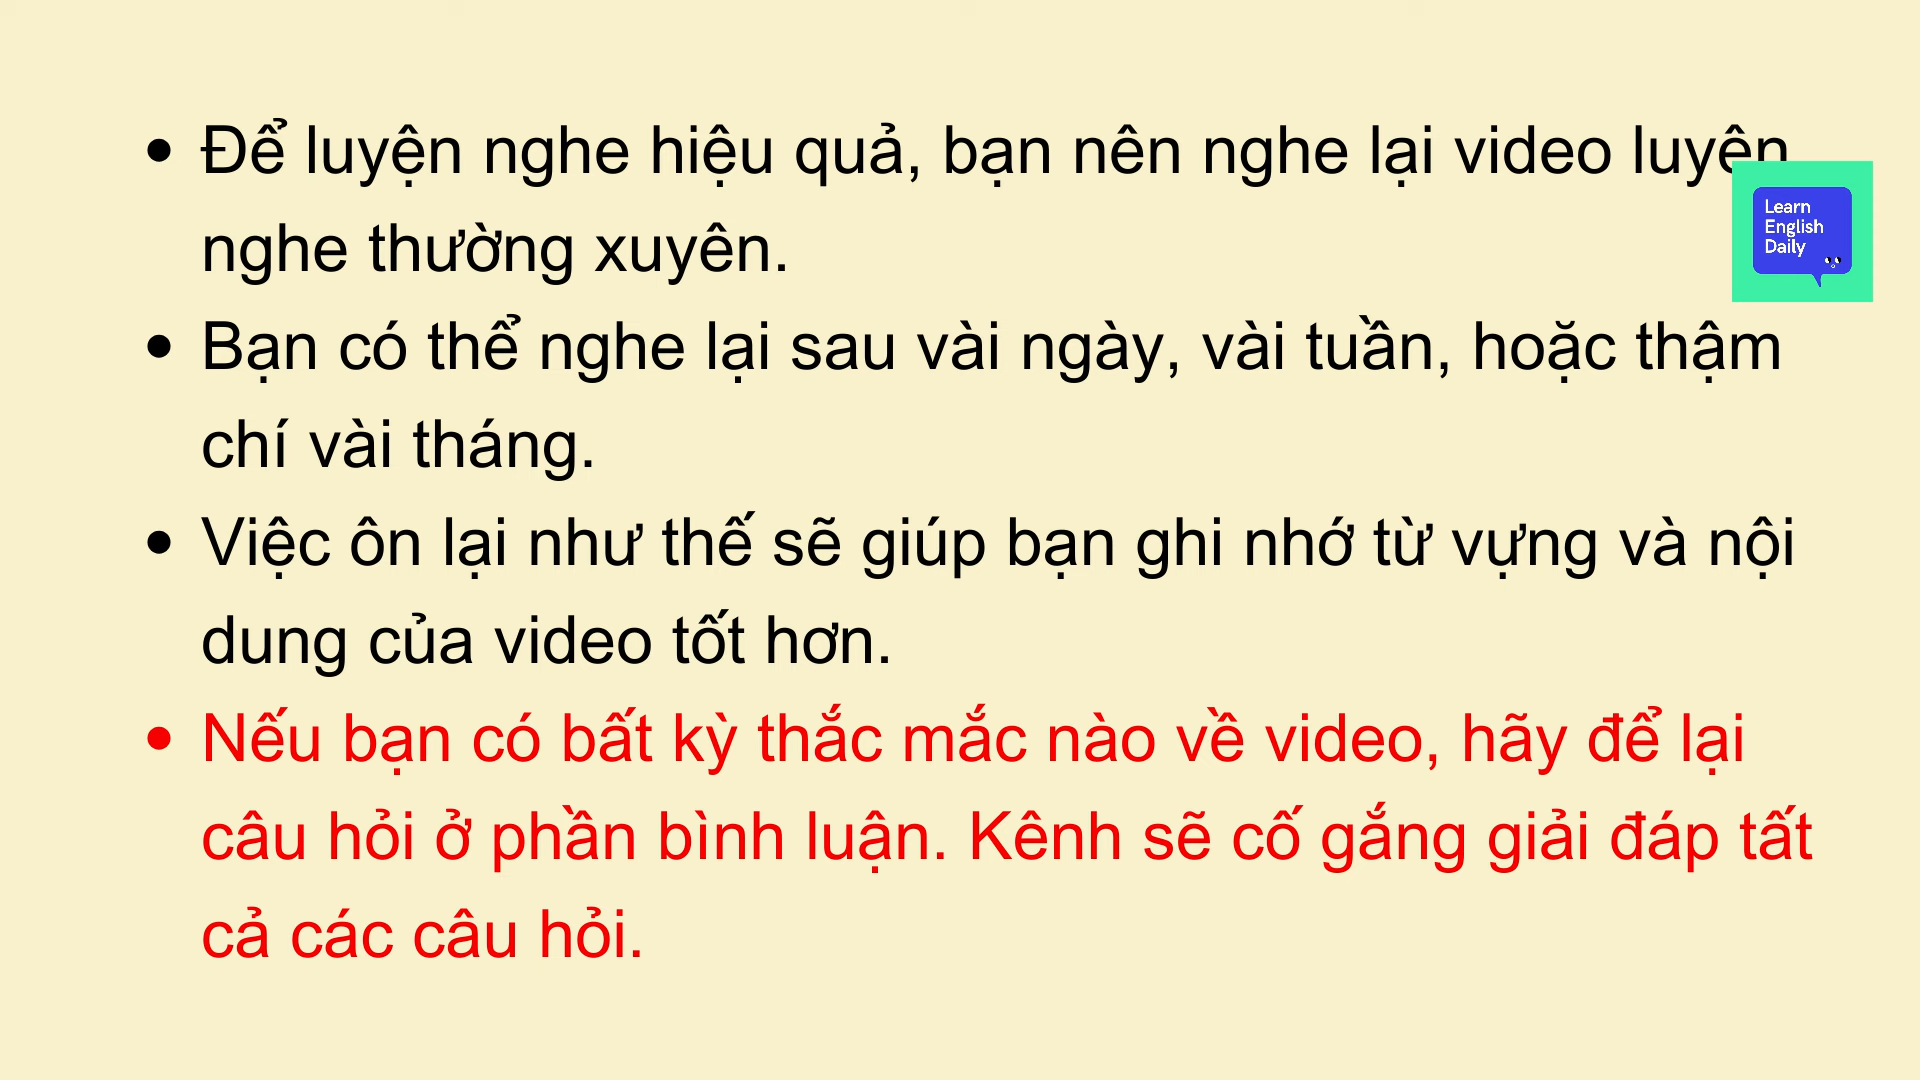 Để luyện nghe hiệu quả, bạn nên nghe lại video luyện
nghe thường xuyên.
Bạn có thể nghe lại sau vài ngày, vài tuần, hoặc thậm
chí vài tháng.
Việc ôn lại như thế sẽ giúp bạn ghi nhớ từ vựng và nội
dung của video tốt hơn.
Nếu bạn có bất kỳ thắc mắc nào về video, hãy để lại
câu hỏi ở phần bình luận. Kênh sẽ cố gắng giải đáp tất
cả các câu hỏi.
Learn
English
Daily